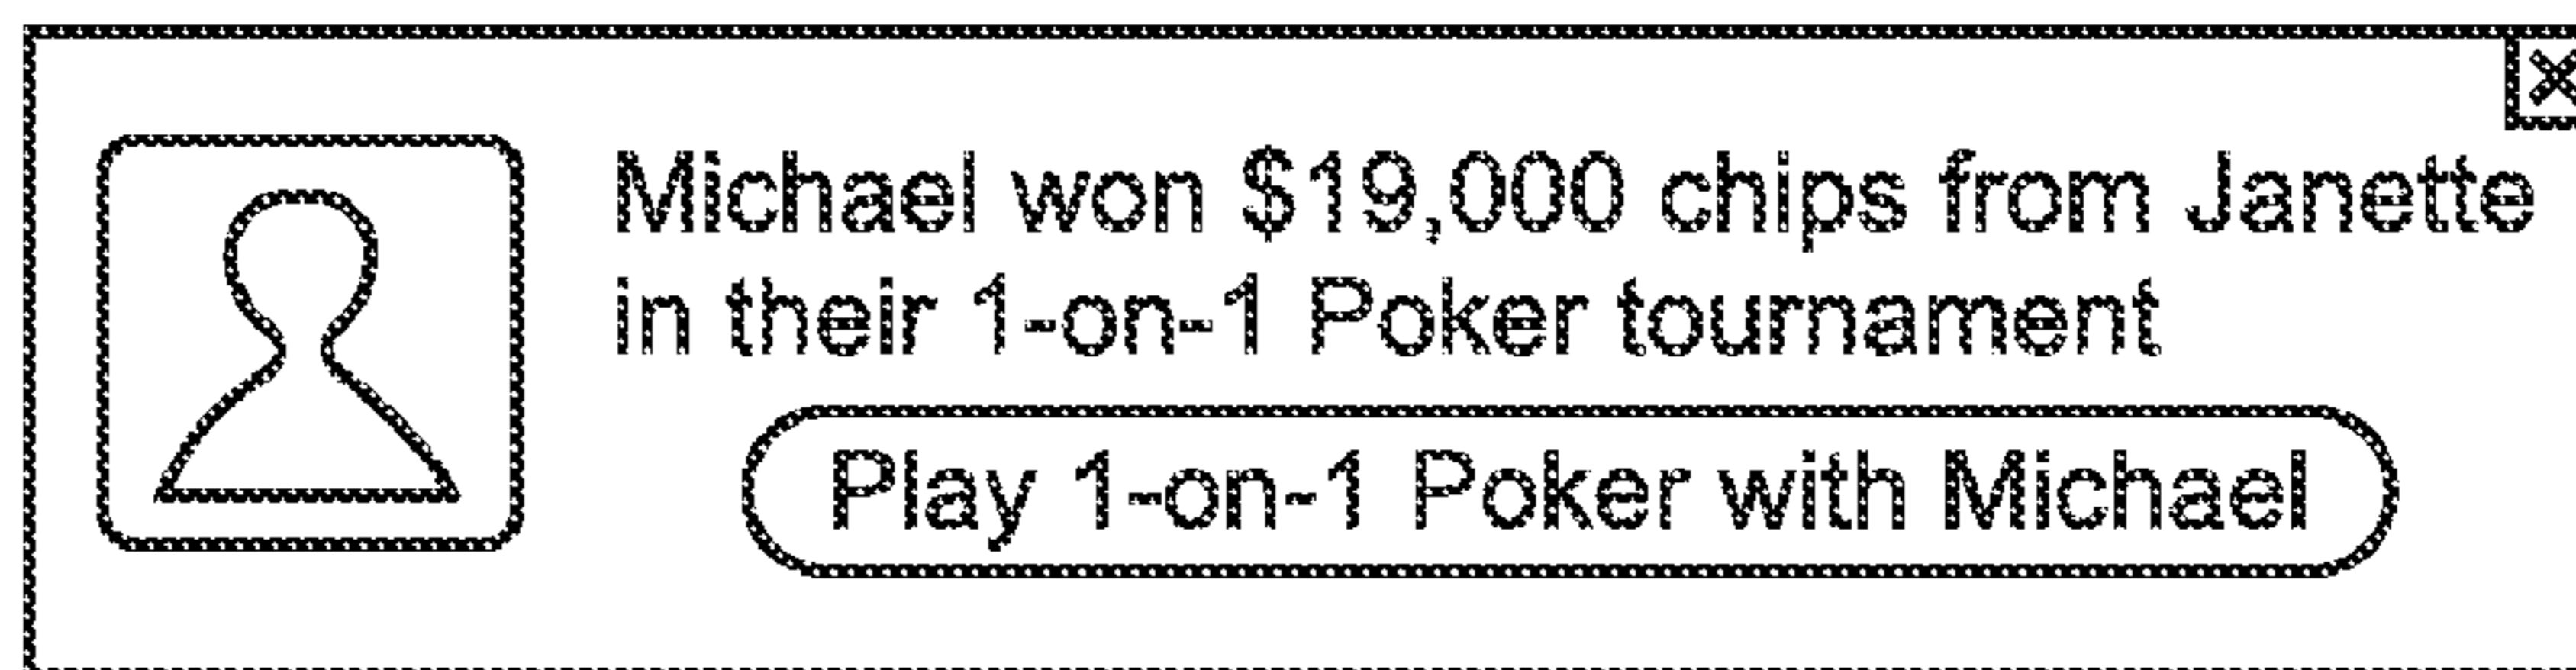 Michael won $19,000 chips from Janette
in their 1-on-1 Poker tournament
Play 1-on-1 Poker with Michael